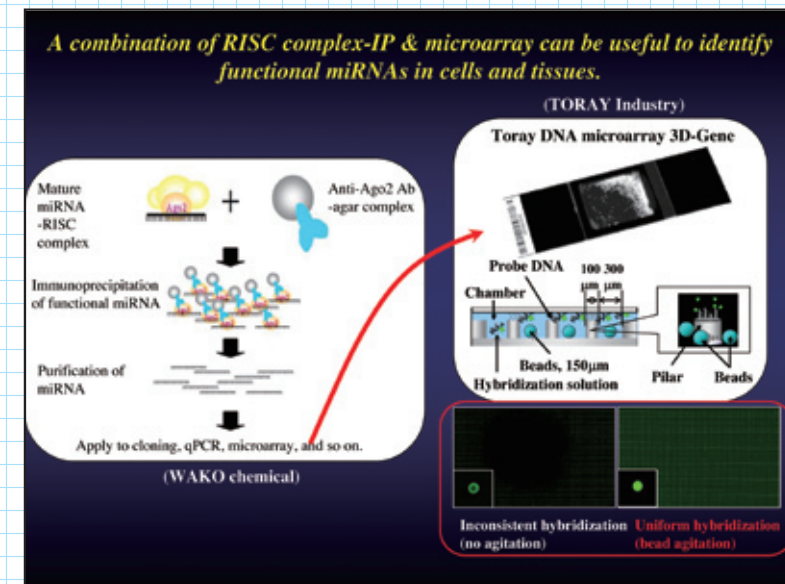 A combination of RISC complex-IP & microarray can be useful to identify
functional miRNAs in cells and tissues.
Mature
miRNA
-RISC
complex
Ago2
+
Anti-Ago2 Ab
-agar complex
Immunoprecipitation
of functional miRNA
Purification of
miRNA
Apply to cloning, qPCR, microarray, and so on.
(WAKO chemical)
(TORAY Industry)
Toray DNA microarray 3D-Gene
Probe DNA
100 300
μm μm
Chamber
Beads, 150μm
Hybridization solution
Pilar
Beads
Inconsistent hybridization
(no agitation)
Uniform hybridization
(bead agitation)